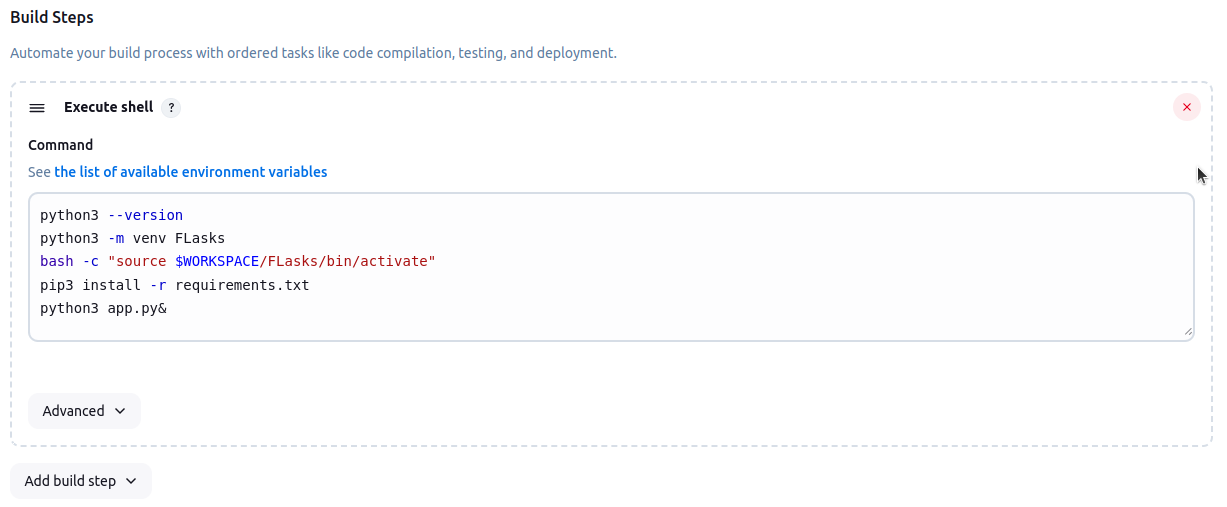 Build Steps
Automate your build process with ordered tasks like code compilation, testing, and deployment.
Execute shell ?
Command
See the list of available environment variables
python3 --version
python3 -m venv FLasks
bash -c "source $WORKSPACE/FLasks/bin/activate"
pip3 install -r requirements.txt
python3 app.py&
Advanced
Add build step